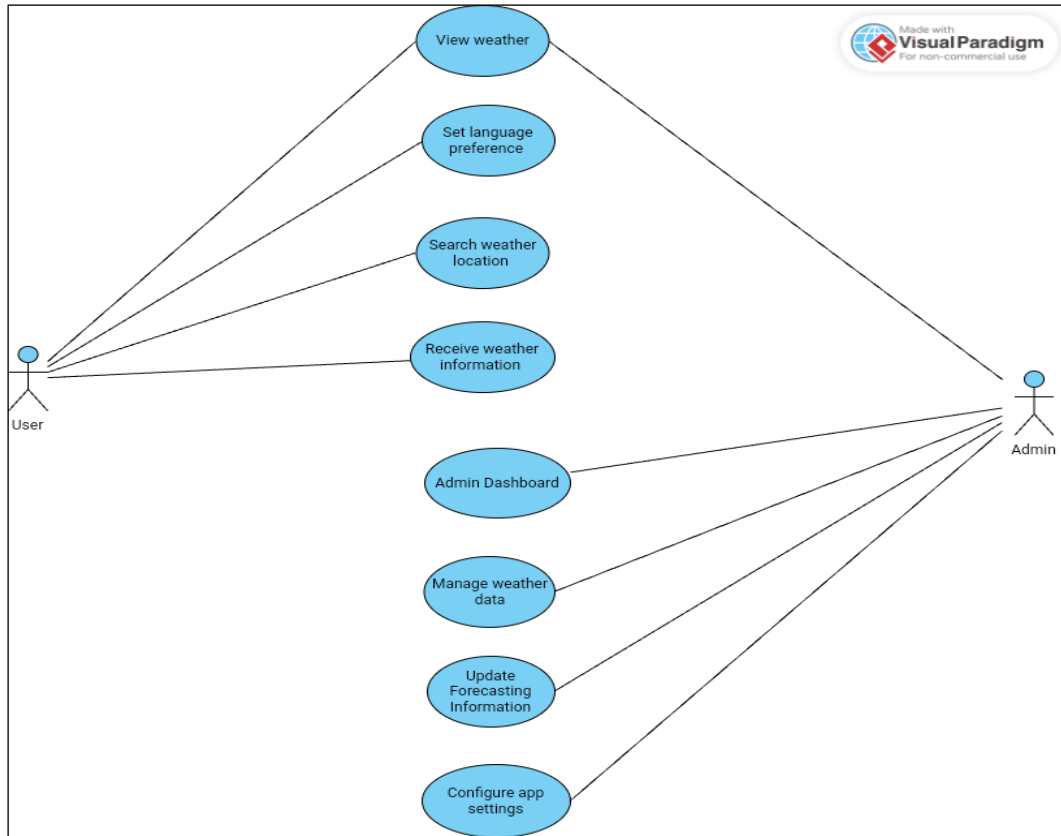 View weather
Made with
Visual Paradigm
For non-commercial use
Set language
preference
Search weather
location
Receive weather
information
User
Admin
Admin Dashboard
Manage weather
data
Update
Forecasting
Information
Configure app
settings